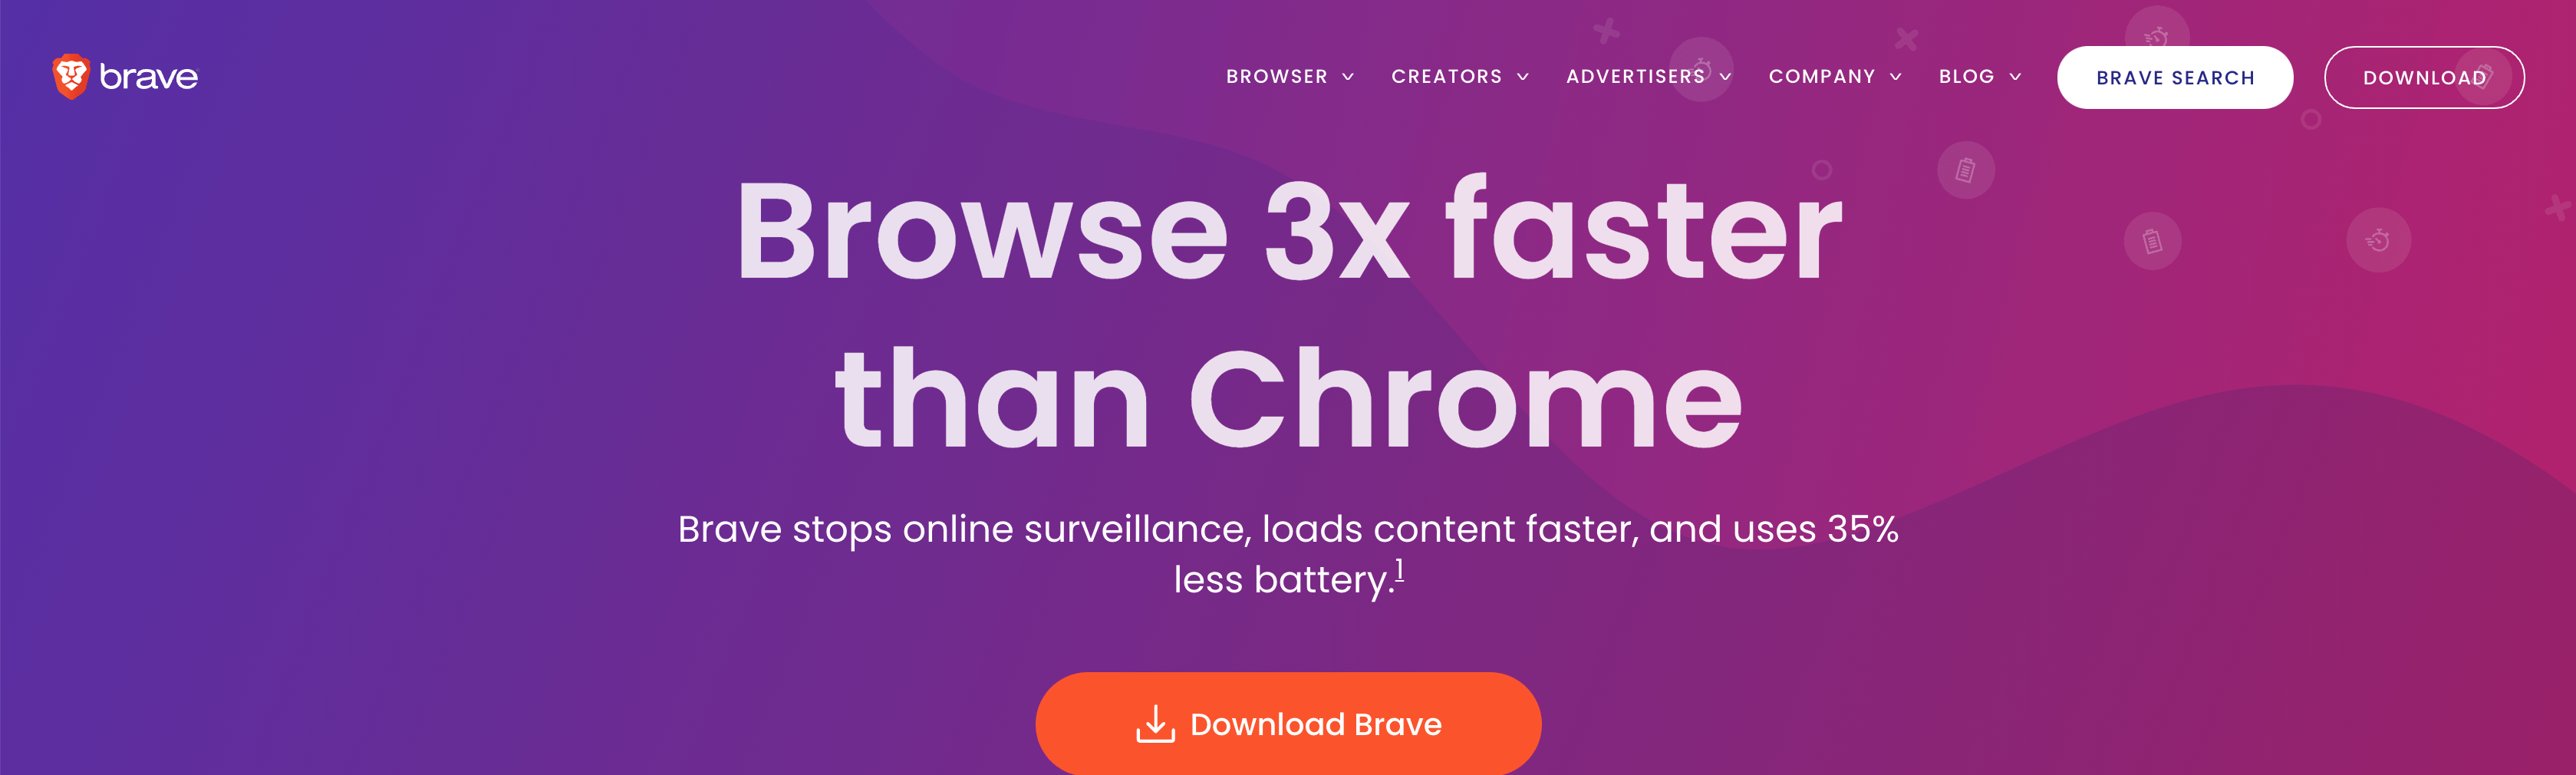 brave
BROWSER
CREATORS
ADVERTISERS
COMPANY
BLOG
BRAVE SEARCH
DOWNLOAD
Browse 3x faster
than Chrome
Brave stops online surveillance, loads content faster, and uses 35%
less battery.1
Download Brave